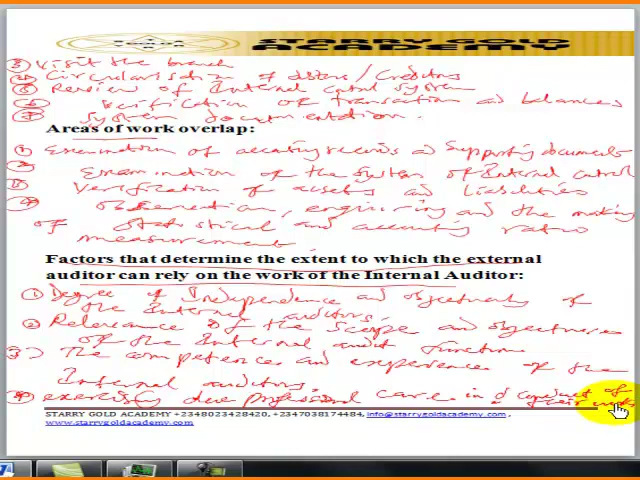 STARRY GOLD
ACADEMY
③ Visit the branch
④ Circularisation of debtors/Creditors
⑤ Review of Internal control system
⑥ Verification of transaction and balances
⑦ System documentation.
Areas of work overlap:
① Examination of accounting records and Supporting documents
② Examination of the System of Internal control
③ Verification of assets and liabilities
④ Observation, enquiring and the making
of Statistical and accounting ratio
measurement.
Factors that determine the extent to which the external
auditor can rely on the work of the Internal Auditor:
① Degree of Independence and objectivity of
the Internal auditors.
② Relevance of the Scope and objectives
of the Internal audit function
③ The competence and experience of the
Internal auditors.
④ exercising due professional care in conduct of
their work
STARRY GOLD ACADEMY +2348023428420, +2347038174484, info@starrygoldacademy.com ,
www.starrygoldacademy.com